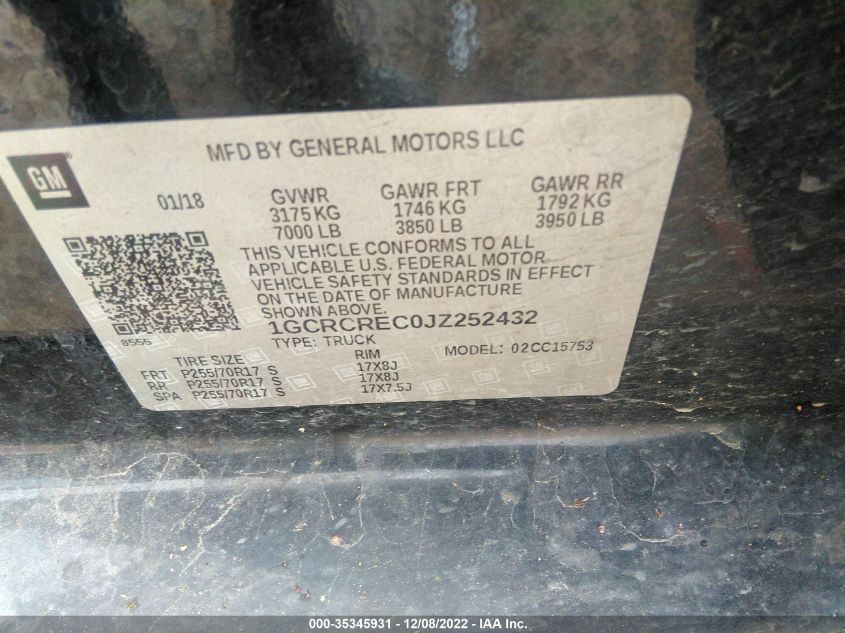 MFD BY GENERAL MOTORS LLC
GM
01/18 GVWR GAWR FRT GAWR RR
3175 KG 1746 KG 1792 KG
7000 LB 3850 LB 3950 LB
THIS VEHICLE CONFORMS TO ALL
APPLICABLE U.S. FEDERAL MOTOR
VEHICLE SAFETY STANDARDS IN EFFECT
ON THE DATE OF MANUFACTURE
SHOWN ABOVE.
1GCRCREC0JZ252432
8555
TYPE: TRUCK MODEL: 02CC15753
TIRE SIZE RIM
FRT P255/70R17 S 17X8J
RR P255/70R17 S 17X8J
SPA P255/70R17 S 17X7.5J
000-35345931 - 12/08/2022 - IAA Inc.